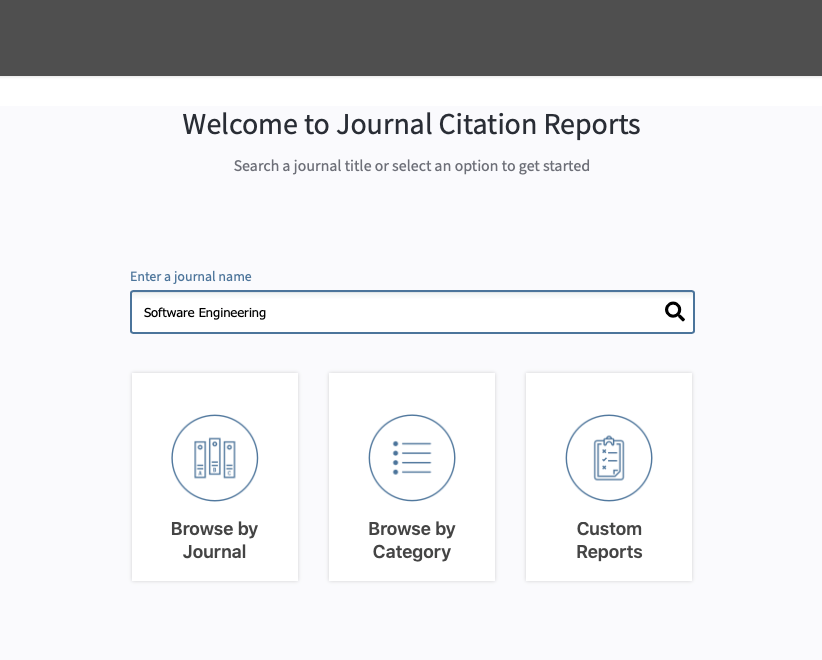 Welcome to Journal Citation Reports
Search a journal title or select an option to get started
Enter a journal name
Software Engineering
A
B
C
Browse by
Journal
Browse by
Category
Custom
Reports